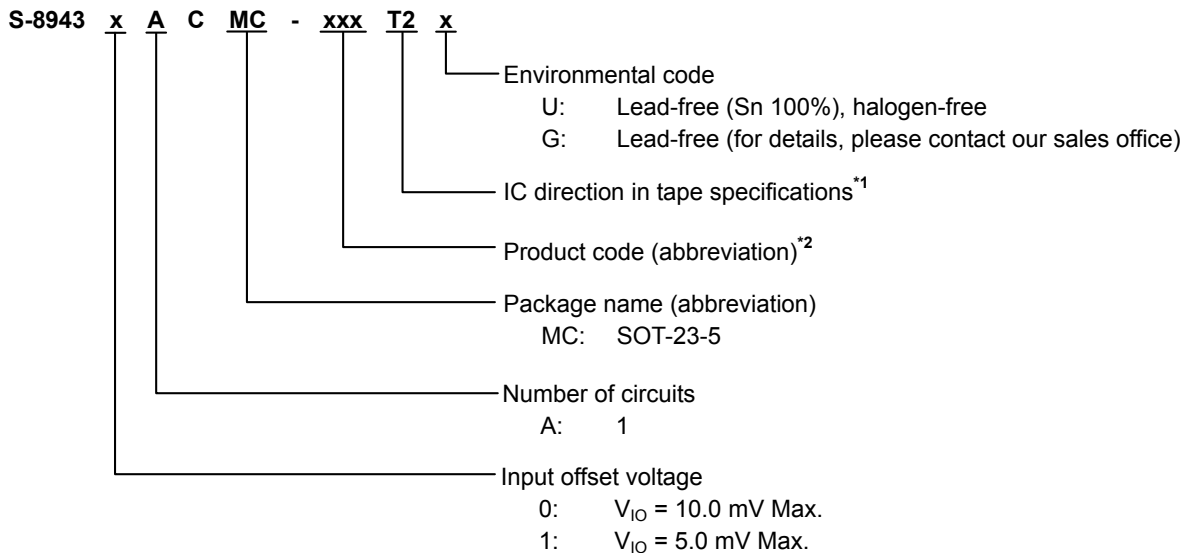 S-8943 x A C MC - xxx T2 x
Environmental code
U: Lead-free (Sn 100%), halogen-free
G: Lead-free (for details, please contact our sales office)
IC direction in tape specifications*1
Product code (abbreviation)*2
Package name (abbreviation)
MC: SOT-23-5
Number of circuits
A: 1
Input offset voltage
0: VIO = 10.0 mV Max.
1: VIO = 5.0 mV Max.